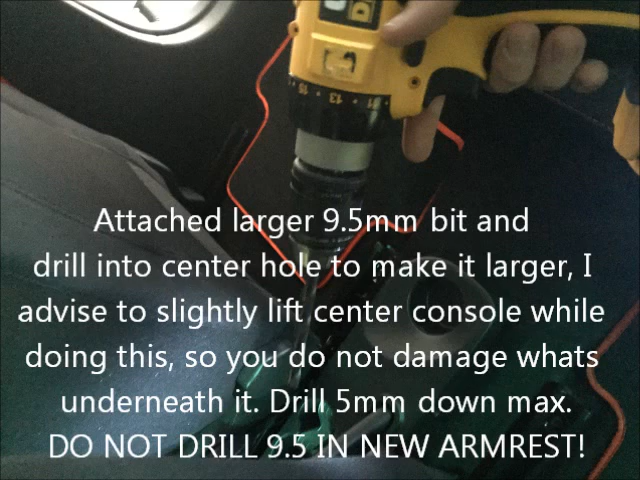 Attached larger 9.5mm bit and
drill into center hole to make it larger, I
advise to slightly lift center console while
doing this, so you do not damage whats
underneath it. Drill 5mm down max.
DO NOT DRILL 9.5 IN NEW ARMREST!